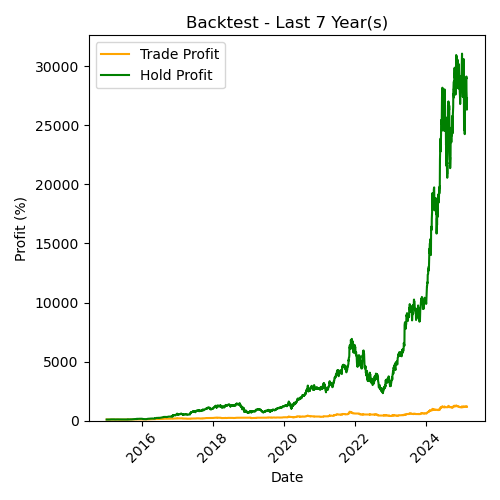 Backtest - Last 7 Year(s)
Trade Profit
Hold Profit
Profit (%)
30000
25000
20000
15000
10000
5000
0
2016
2018
2020
2022
2024
Date